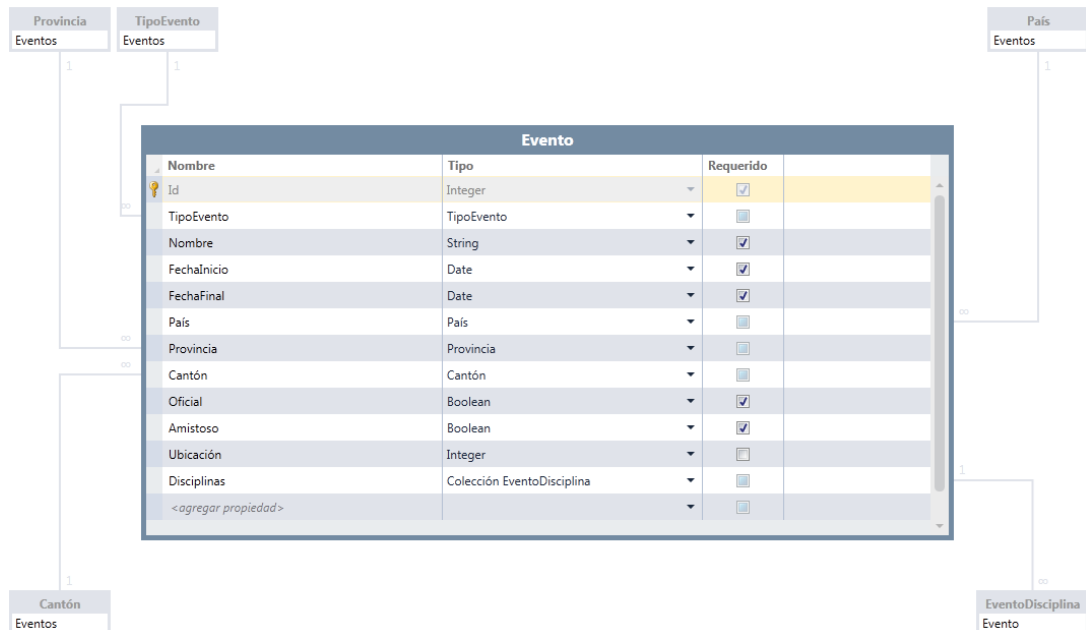 Provincia TipoEvento País
Eventos Eventos Eventos
1 1 1
Evento
Nombre Tipo Requerido
Id Integer
∞ TipoEvento TipoEvento
Nombre String
FechaInicio Date
FechaFinal Date
País País ∞
∞ Provincia Provincia
∞ Cantón Cantón
Oficial Boolean
Amistoso Boolean
Ubicación Integer
Disciplinas Colección EventoDisciplina 1
<agregar propiedad>
1 ∞
Cantón EventoDisciplina
Eventos Evento